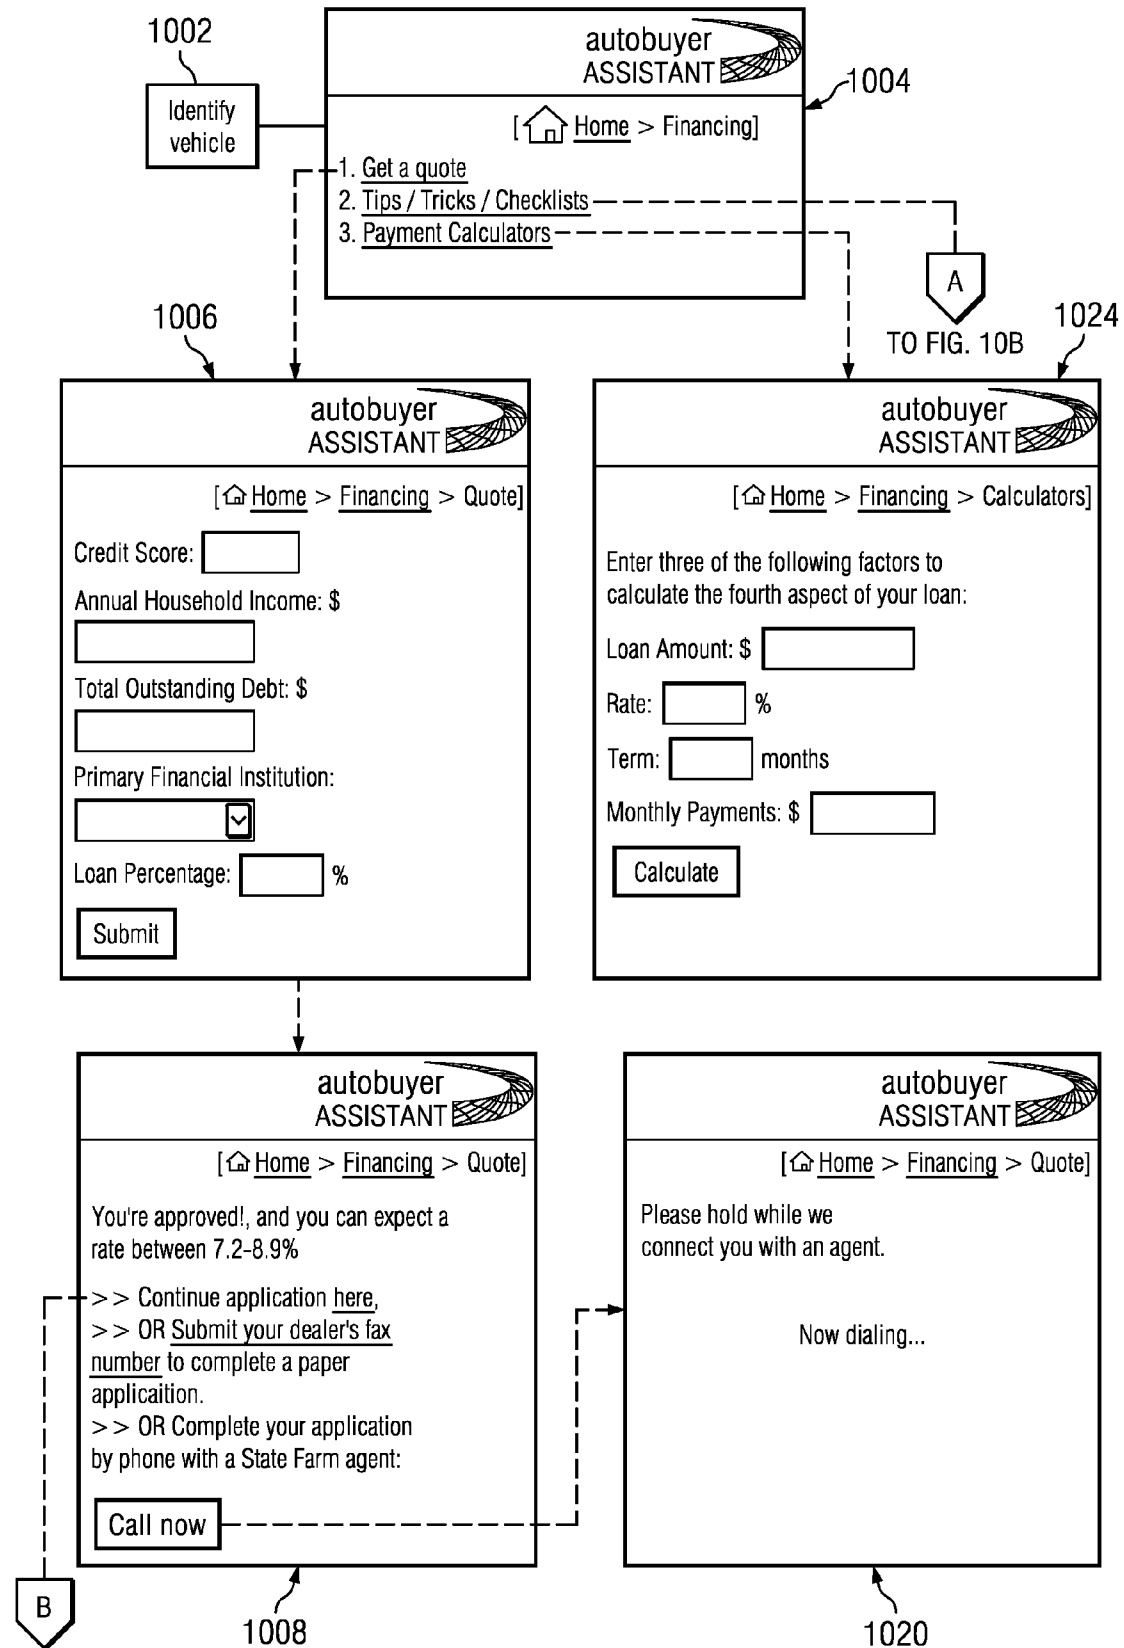 1002
Identify
vehicle
autobuyer
ASSISTANT
1004
[Home > Financing]
1. Get a quote
2. Tips / Tricks / Checklists
3. Payment Calculators
A
TO FIG. 10B
1006
autobuyer
ASSISTANT
[Home > Financing > Quote]
Credit Score:
Annual Household Income: $
Total Outstanding Debt: $
Primary Financial Institution:
Loan Percentage: %
Submit
1024
autobuyer
ASSISTANT
[Home > Financing > Calculators]
Enter three of the following factors to
calculate the fourth aspect of your loan:
Loan Amount: $
Rate: %
Term: months
Monthly Payments: $
Calculate
autobuyer
ASSISTANT
[Home > Financing > Quote]
You're approved!, and you can expect a
rate between 7.2-8.9%
>> Continue application here,
>> OR Submit your dealer's fax
number to complete a paper
applicaition.
>> OR Complete your application
by phone with a State Farm agent:
Call now
B
1008
autobuyer
ASSISTANT
[Home > Financing > Quote]
Please hold while we
connect you with an agent.
Now dialing...
1020